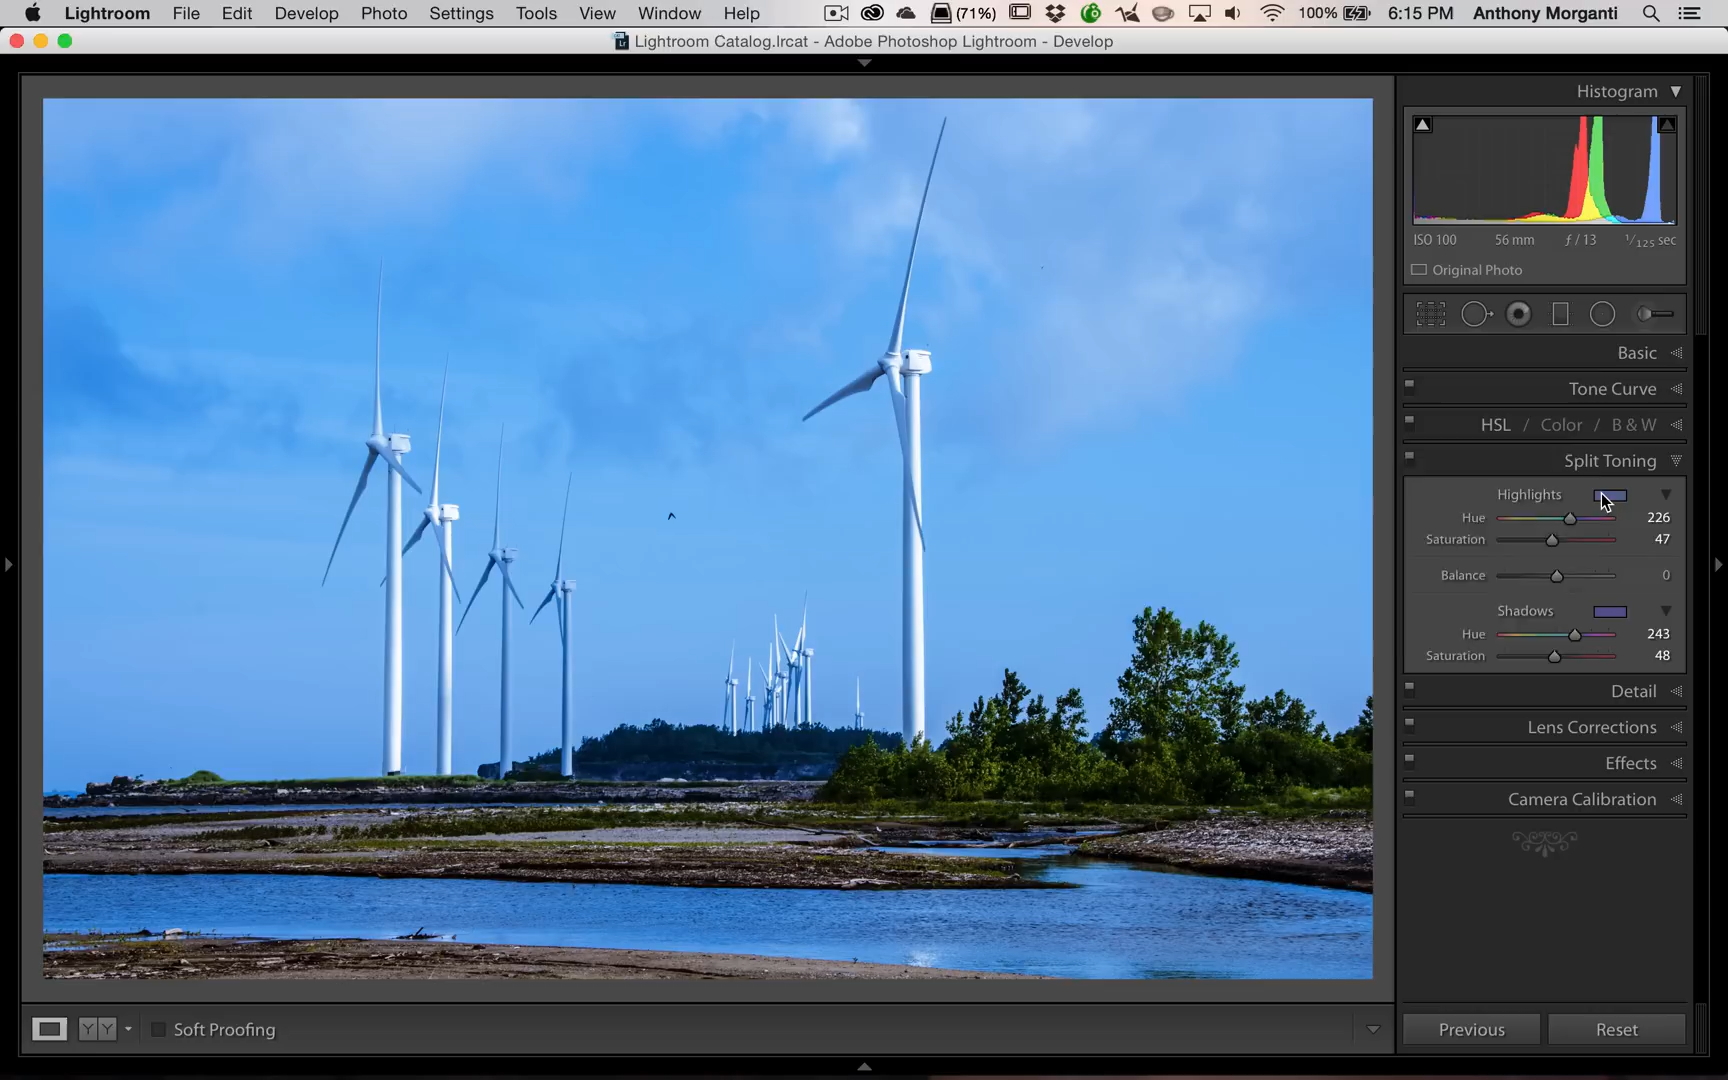 Lightroom File Edit Develop Photo Settings Tools View Window Help (71%) 100% 6:15 PM Anthony Morganti
Lr Lightroom Catalog.lrcat - Adobe Photoshop Lightroom - Develop
Histogram
ISO 100 56 mm ƒ / 13 1/125 sec
Original Photo
Basic
Tone Curve
HSL / Color / B & W
Split Toning
Highlights
Hue 226
Saturation 47
Balance 0
Shadows
Hue 243
Saturation 48
Detail
Lens Corrections
Effects
Camera Calibration
Y Y Soft Proofing Previous Reset